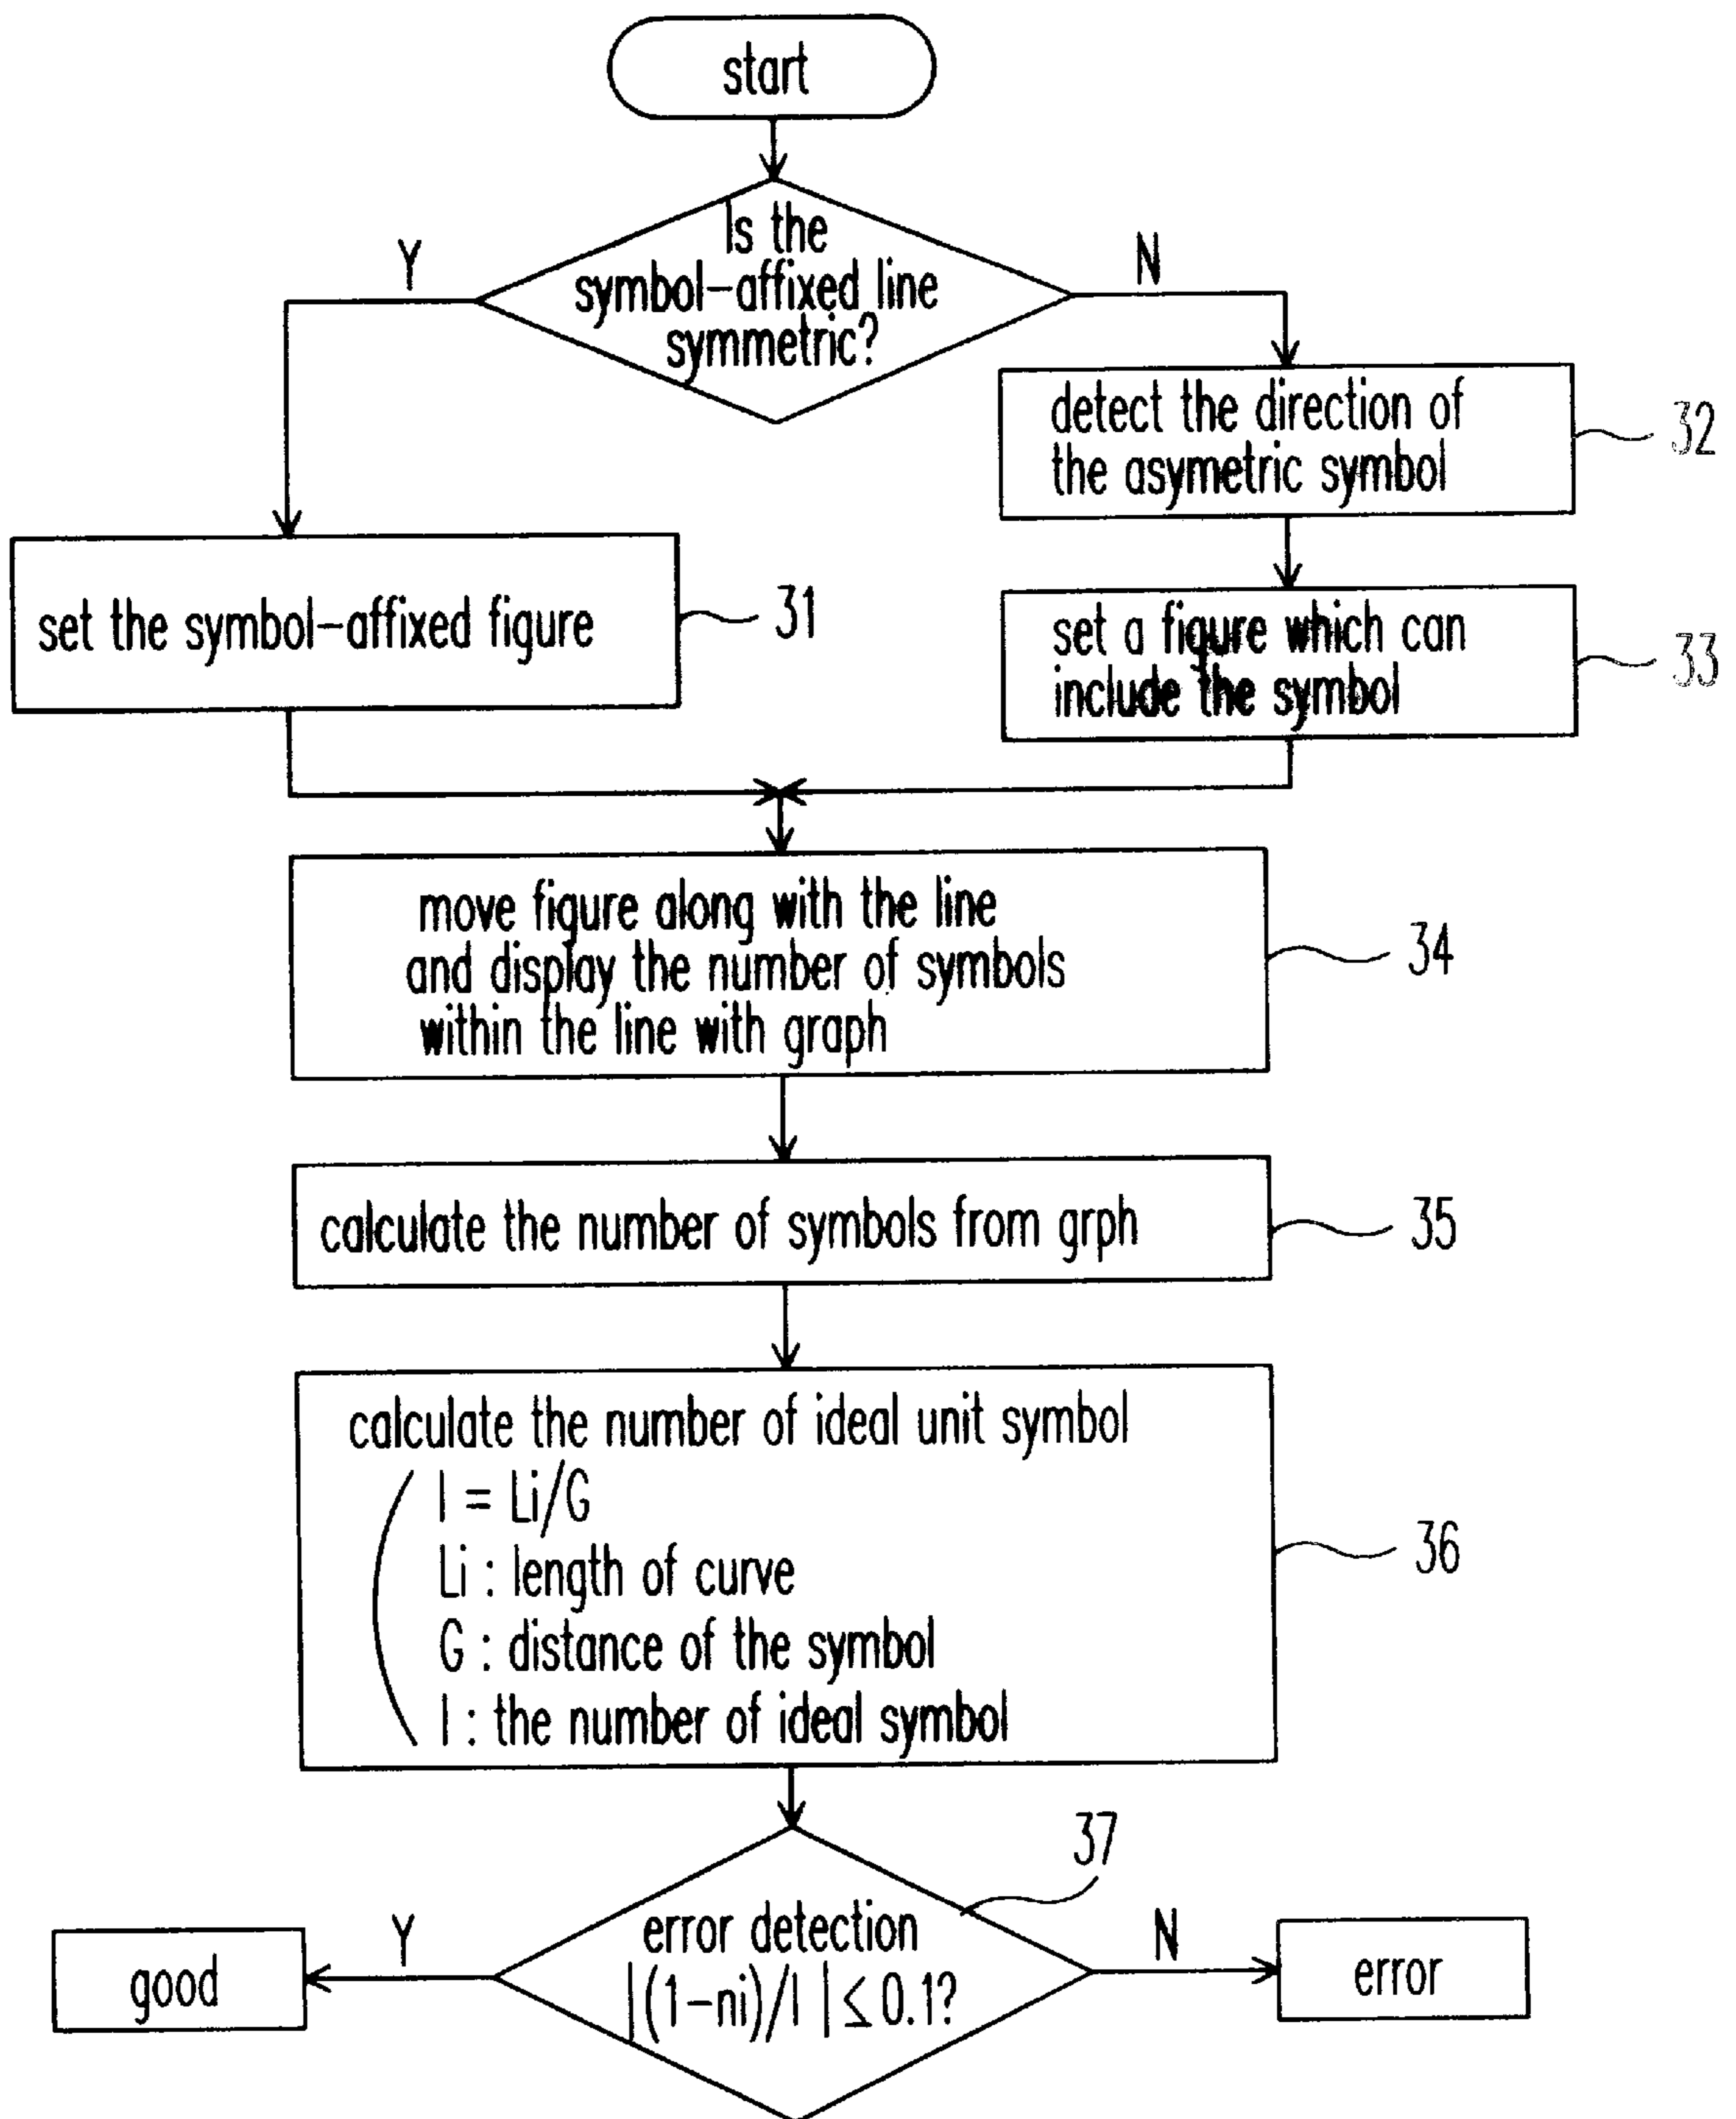 start
Is the
symbol-affixed line
symmetric?
Y
N
detect the direction of
the asymetric symbol
32
set the symbol-affixed figure
31
set a figure which can
include the symbol
33
move figure along with the line
and display the number of symbols
within the line with graph
34
calculate the number of symbols from grph
35
calculate the number of ideal unit symbol
I = Li/G
Li : length of curve
G : distance of the symbol
I : the number of ideal symbol
36
37
error detection
|(1-ni)/I| ≤ 0.1?
Y
N
good
error